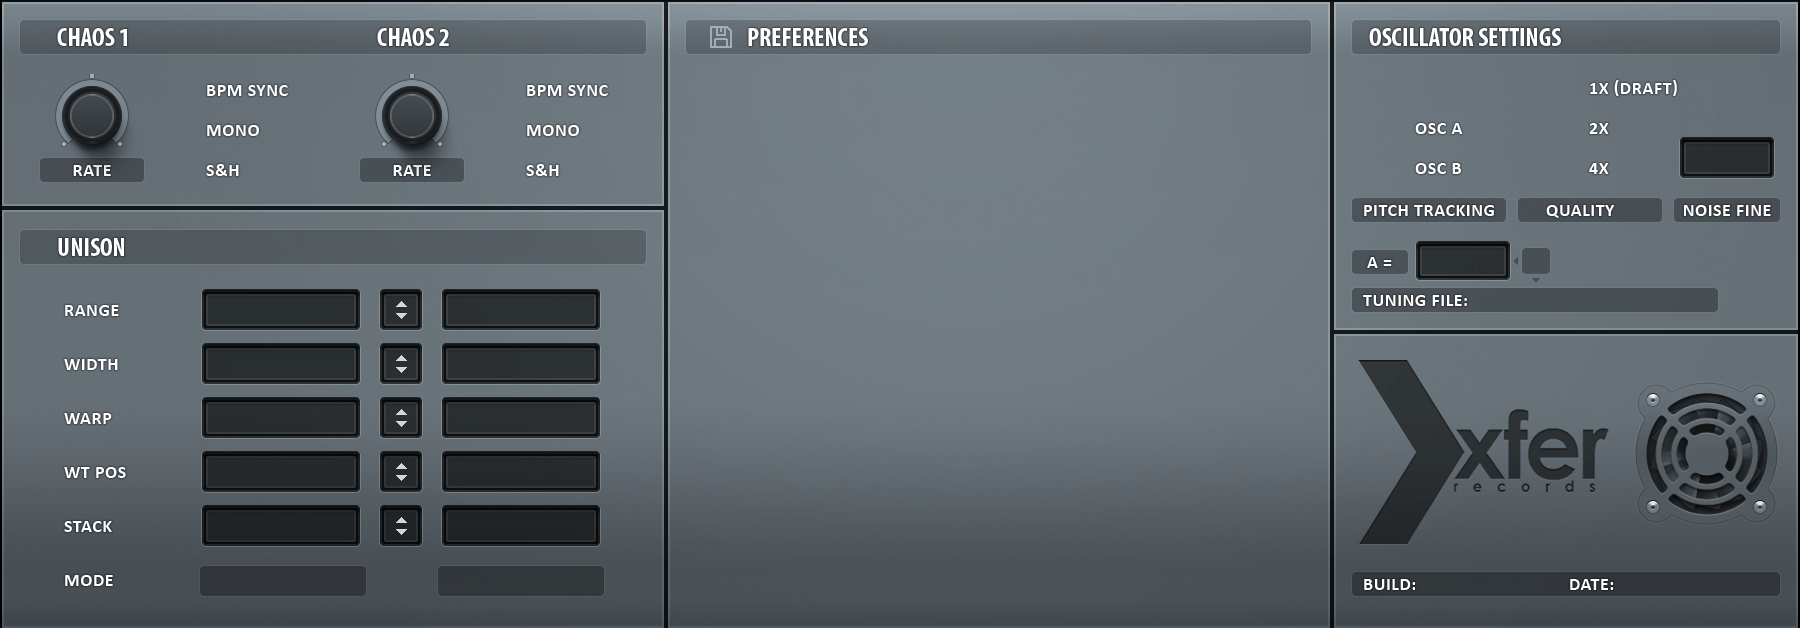 CHAOS 1
CHAOS 2
BPM SYNC
MONO
S&H
RATE
BPM SYNC
MONO
S&H
RATE
UNISON
RANGE
WIDTH
WARP
WT POS
STACK
MODE
PREFERENCES
OSCILLATOR SETTINGS
1X (DRAFT)
OSC A
2X
OSC B
4X
PITCH TRACKING
QUALITY
NOISE FINE
A =
TUNING FILE:
xfer
records
BUILD:
DATE: